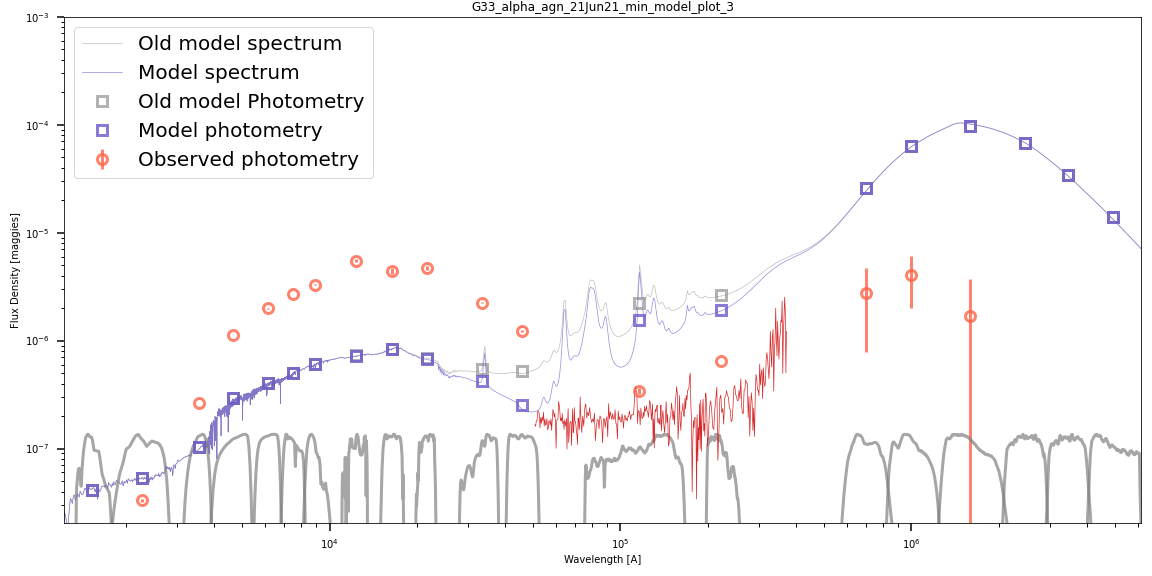 G33_alpha_agn_21Jun21_min_model_plot_3
Old model spectrum
Model spectrum
Old model Photometry
Model photometry
Observed photometry
Flux Density [maggies]
10⁻³
10⁻⁴
10⁻⁵
10⁻⁶
10⁻⁷
10⁴
10⁵
10⁶
Wavelength [A]